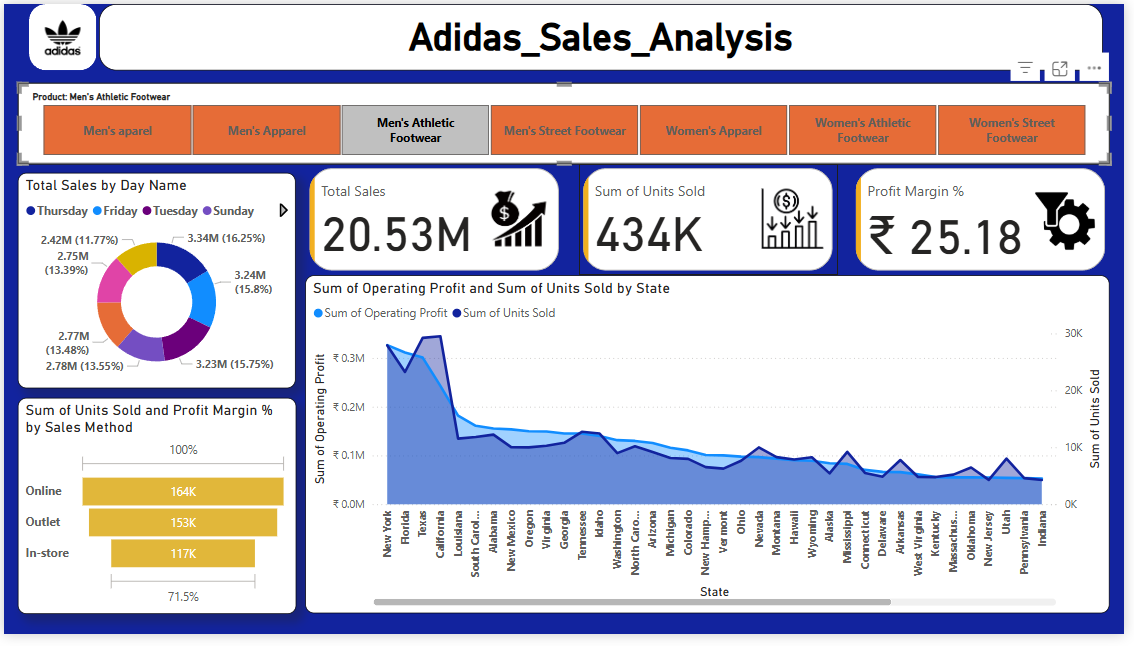 adidas
Adidas_Sales_Analysis
Product: Men's Athletic Footwear
Men's aparel
Men's Apparel
Men's Athletic
Footwear
Men's Street Footwear
Women's Apparel
Women's Athletic
Footwear
Women's Street
Footwear
Total Sales by Day Name
Thursday Friday Tuesday Sunday
2.42M (11.77%)
3.34M (16.25%)
2.75M
(13.39%)
3.24M
(15.8%)
2.77M
(13.48%)
2.78M (13.55%)
3.23M (15.75%)
Total Sales
20.53M
Sum of Units Sold
434K
Profit Margin %
₹ 25.18
Sum of Units Sold and Profit Margin %
by Sales Method
100%
Online 164K
Outlet 153K
In-store 117K
71.5%
Sum of Operating Profit and Sum of Units Sold by State
Sum of Operating Profit Sum of Units Sold
Sum of Operating Profit
₹ 0.3M
₹ 0.2M
₹ 0.1M
₹ 0.0M
30K
20K
10K
0K
Sum of Units Sold
New York
Florida
Texas
California
Louisiana
South Carol...
Alabama
New Mexico
Oregon
Virginia
Georgia
Tennessee
Idaho
Washington
North Caro...
Arizona
Michigan
Colorado
New Hamp...
Vermont
Ohio
Nevada
Montana
Hawaii
Wyoming
Alaska
Mississippi
Connecticut
Delaware
Arkansas
West Virginia
Kentucky
Massachus...
Oklahoma
New Jersey
Utah
Pennsylvania
Indiana
State